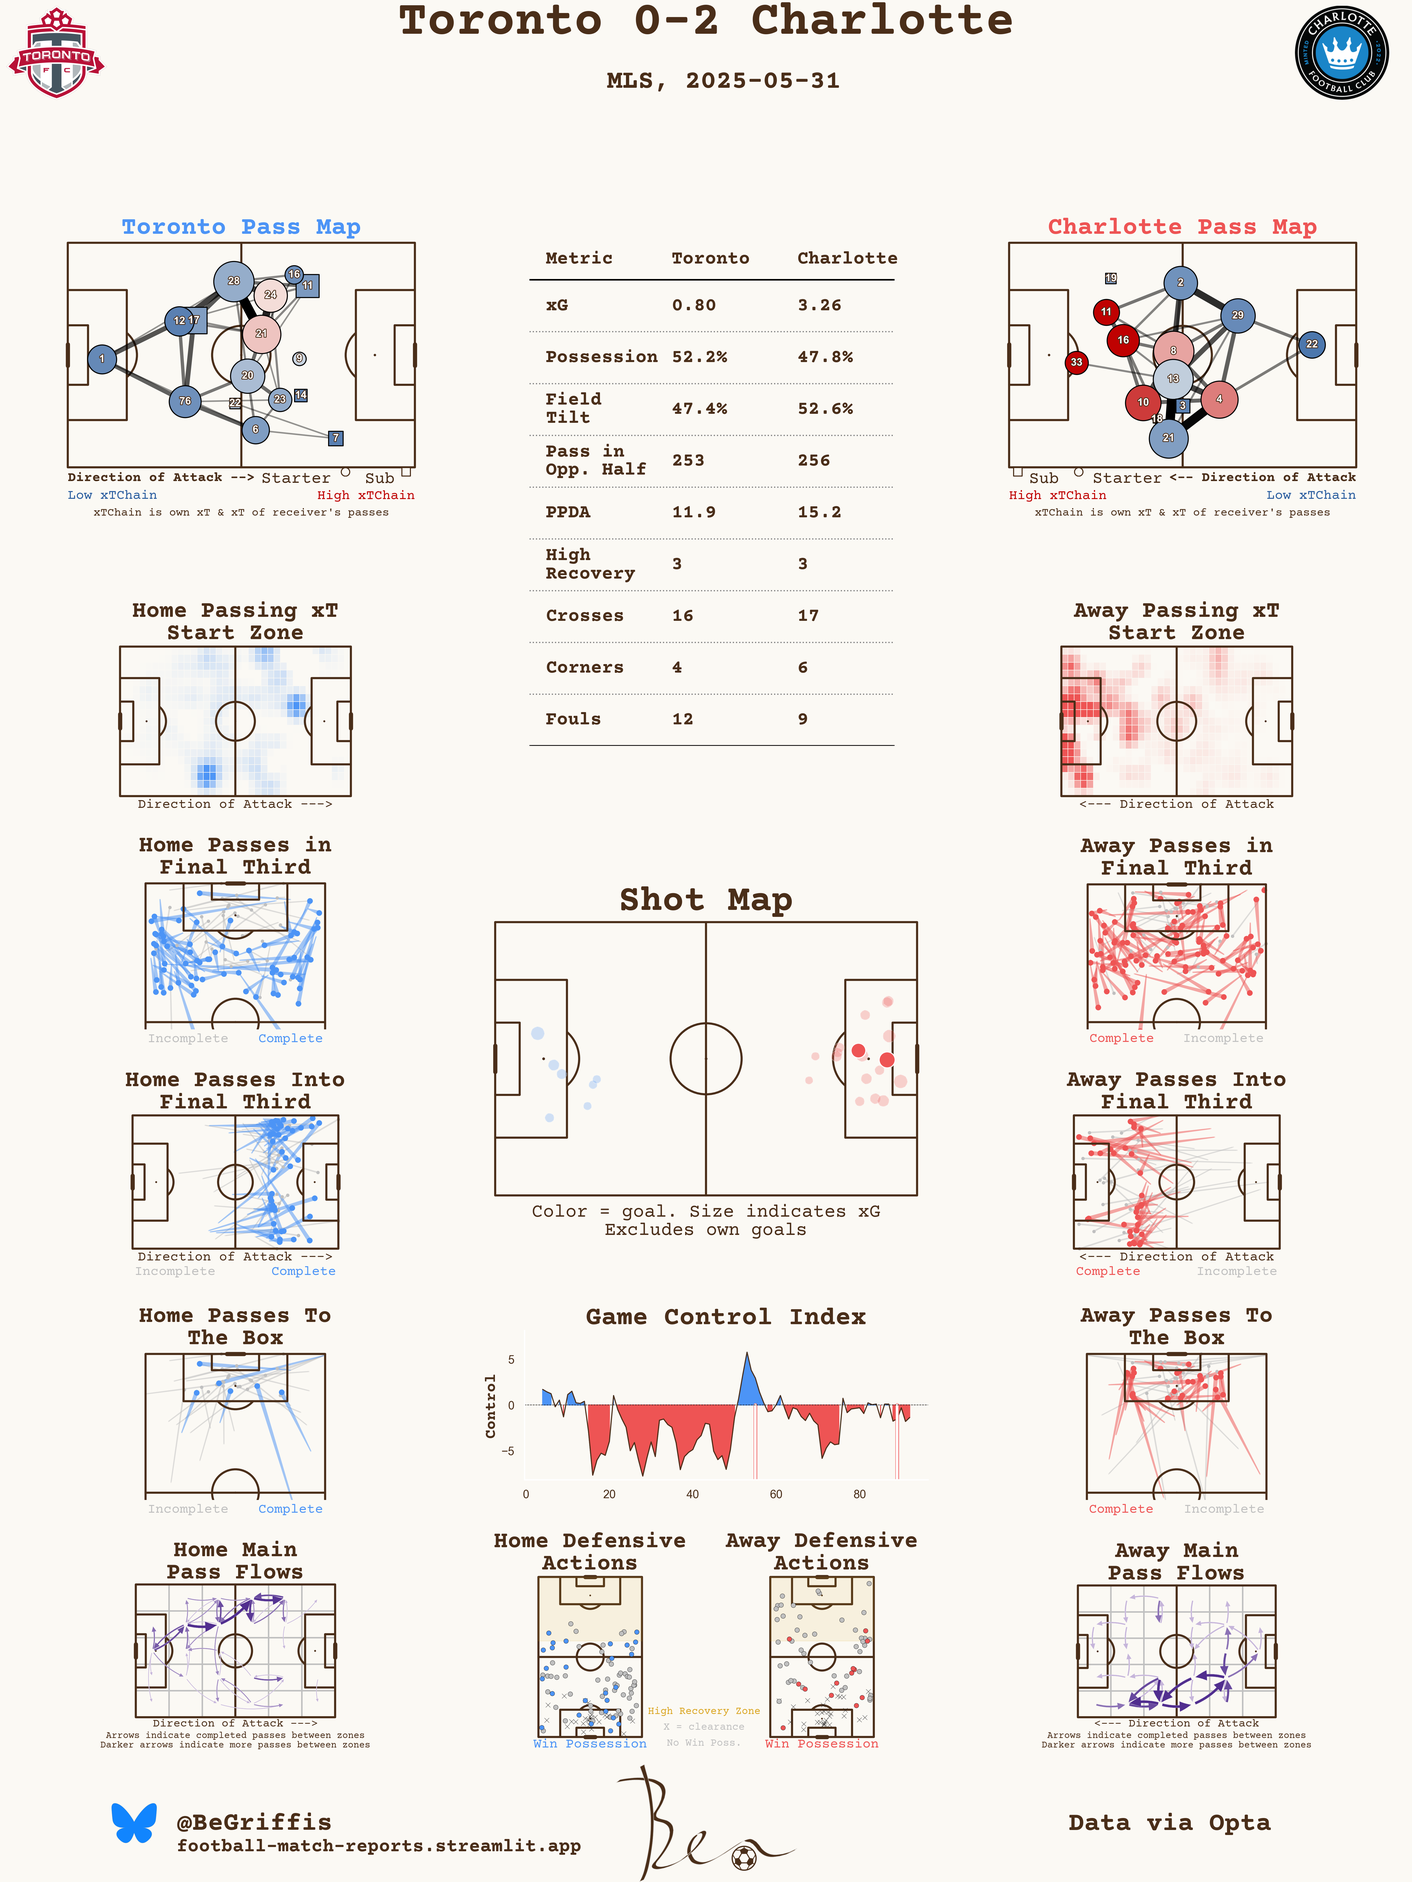 Toronto 0-2 Charlotte
MLS, 2025-05-31
TORONTO
F C
CHARLOTTE
MINTED
2022
FOOTBALL CLUB
Toronto Pass Map
28
16
11
24
12
17
21
1
9
20
76
22
23
14
6
7
Direction of Attack --> Starter Sub
Low xTChain High xTChain
xTChain is own xT & xT of receiver's passes
Metric Toronto Charlotte
xG 0.80 3.26
Possession 52.2% 47.8%
Field
Tilt 47.4% 52.6%
Pass in
Opp. Half 253 256
PPDA 11.9 15.2
High
Recovery 3 3
Crosses 16 17
Corners 4 6
Fouls 12 9
Charlotte Pass Map
19
2
11
29
16
22
8
33
13
10
3
4
18
21
Sub Starter <-- Direction of Attack
High xTChain Low xTChain
xTChain is own xT & xT of receiver's passes
Home Passing xT
Start Zone
Direction of Attack --->
Away Passing xT
Start Zone
<--- Direction of Attack
Home Passes in
Final Third
Incomplete Complete
Away Passes in
Final Third
Complete Incomplete
Shot Map
Color = goal. Size indicates xG
Excludes own goals
Home Passes Into
Final Third
Direction of Attack --->
Incomplete Complete
Away Passes Into
Final Third
<--- Direction of Attack
Complete Incomplete
Home Passes To
The Box
Incomplete Complete
Game Control Index
Control
5
0
−5
0 20 40 60 80
Away Passes To
The Box
Complete Incomplete
Home Main
Pass Flows
Direction of Attack --->
Arrows indicate completed passes between zones
Darker arrows indicate more passes between zones
Home Defensive
Actions
Win Possession
Away Defensive
Actions
Win Possession
High Recovery Zone
X = clearance
No Win Poss.
Away Main
Pass Flows
<--- Direction of Attack
Arrows indicate completed passes between zones
Darker arrows indicate more passes between zones
@BeGriffis
football-match-reports.streamlit.app
Ben
Data via Opta